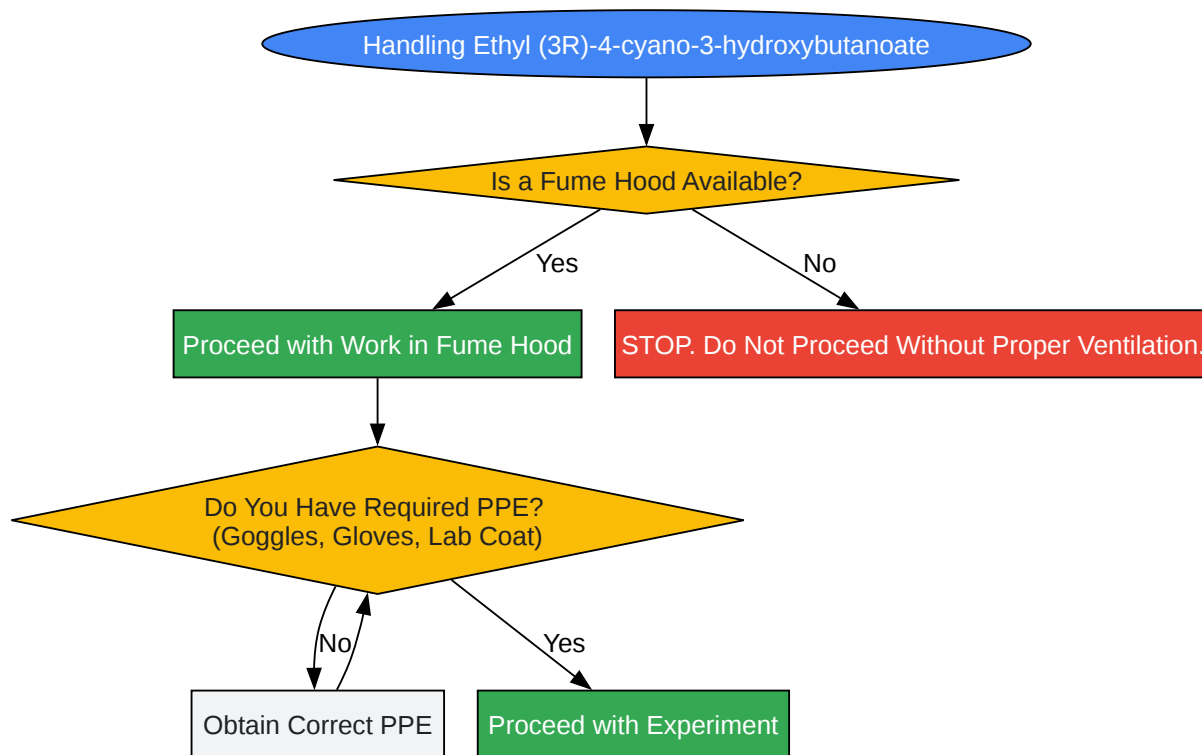 Handling Ethyl (3R)-4-cyano-3-hydroxybutanoate
Is a Fume Hood Available?
Yes
No
Proceed with Work in Fume Hood
STOP. Do Not Proceed Without Proper Ventilation.
Do You Have Required PPE?
(Goggles, Gloves, Lab Coat)
No
Yes
Obtain Correct PPE
Proceed with Experiment